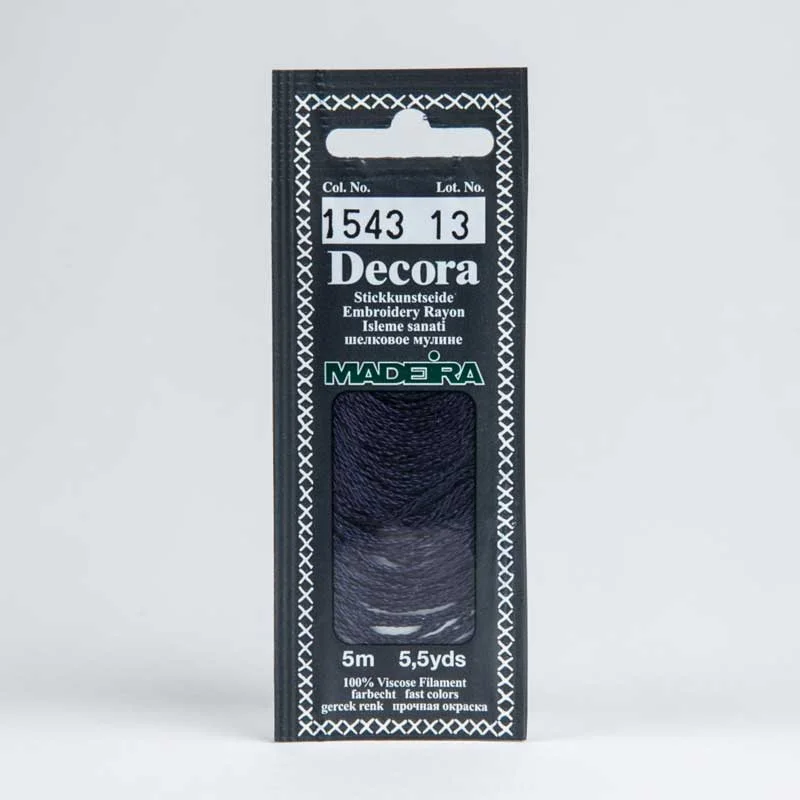 Col. No. Lot. No.
1543 13
Decora
Stickkunstseide
Embroidery Rayon
Isleme sanati
шелковое мулине
MADEIRA
5m 5,5yds
100% Viscose Filament
farbecht fast colors
gercek renk прочная окраска